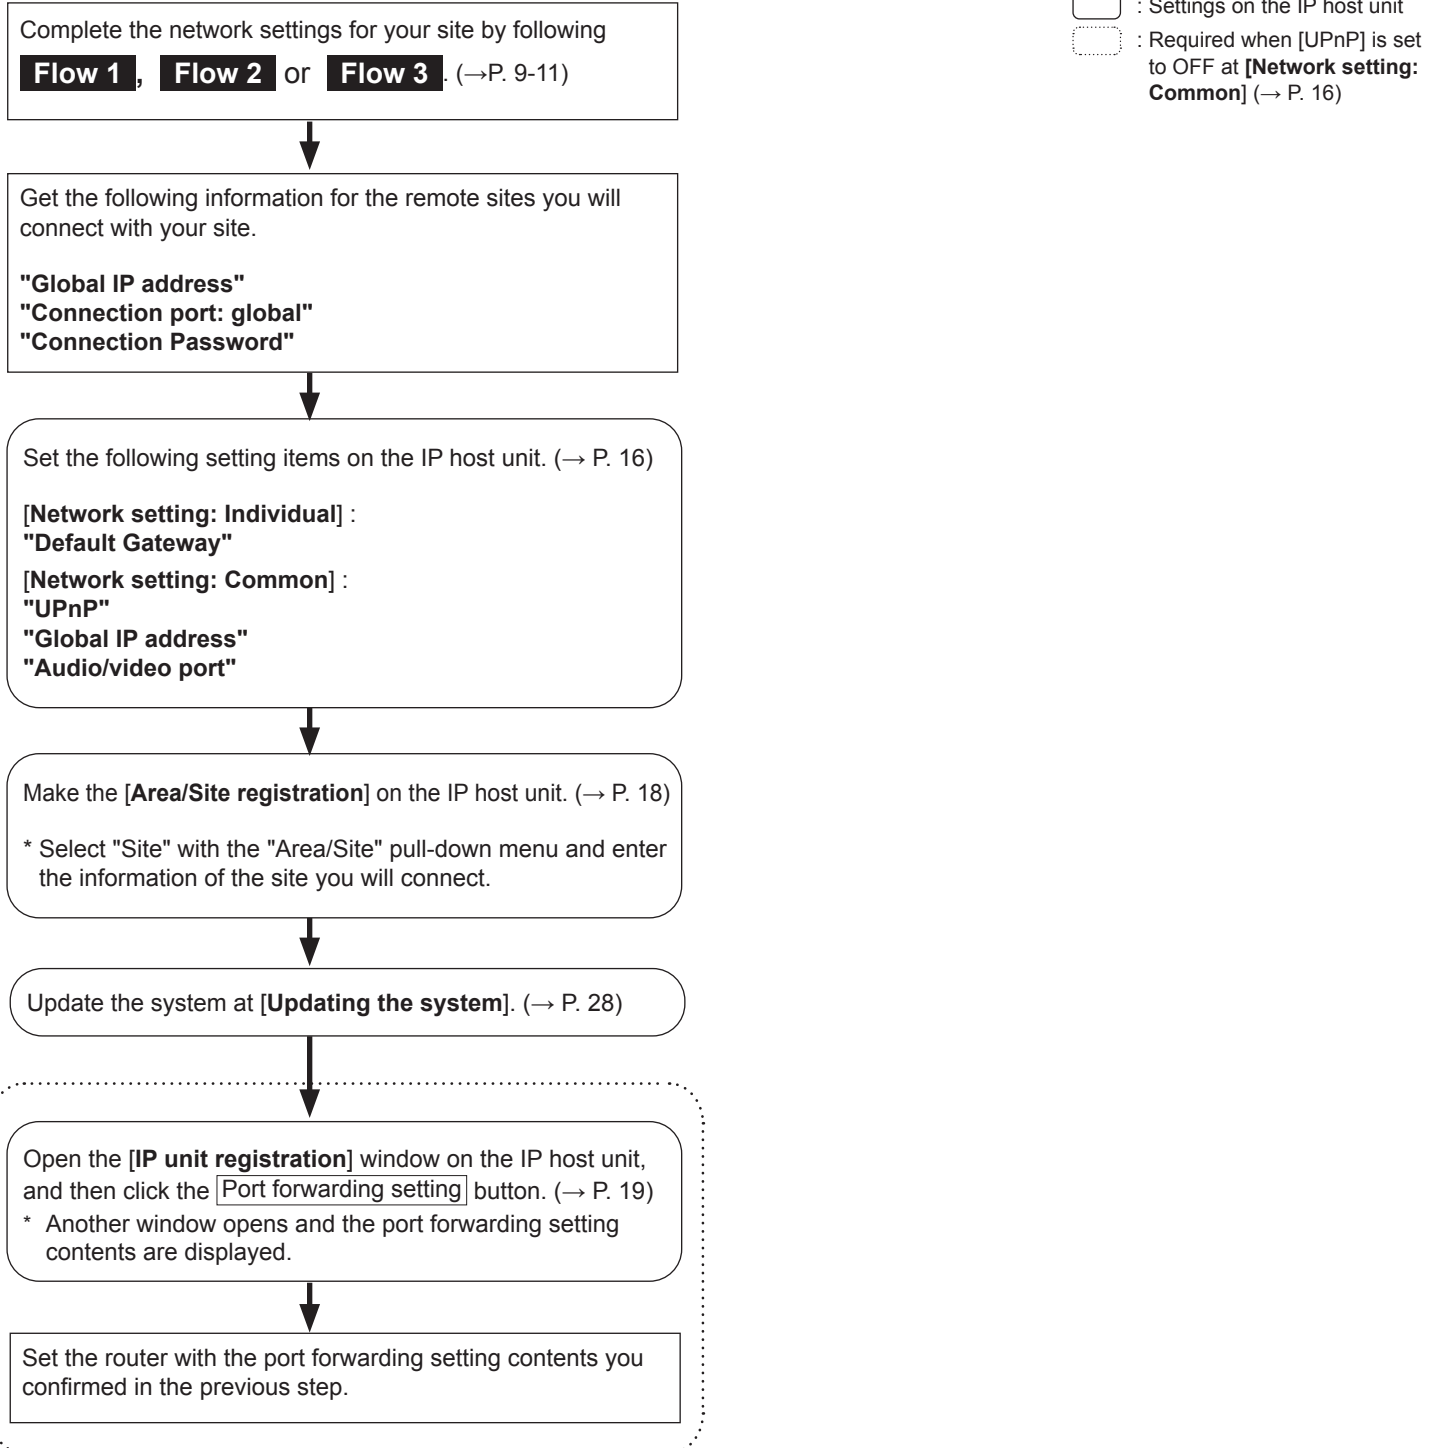 Complete the network settings for your site by following
Flow 1 , Flow 2 or Flow 3 . (→P. 9-11)
Get the following information for the remote sites you will
connect with your site.
"Global IP address"
"Connection port: global"
"Connection Password"
Set the following setting items on the IP host unit. (→ P. 16)
[Network setting: Individual] :
"Default Gateway"
[Network setting: Common] :
"UPnP"
"Global IP address"
"Audio/video port"
Make the [Area/Site registration] on the IP host unit. (→ P. 18)
* Select "Site" with the "Area/Site" pull-down menu and enter
the information of the site you will connect.
Update the system at [Updating the system]. (→ P. 28)
Open the [IP unit registration] window on the IP host unit,
and then click the Port forwarding setting button. (→ P. 19)
* Another window opens and the port forwarding setting
contents are displayed.
Set the router with the port forwarding setting contents you
confirmed in the previous step.
: Settings on the IP host unit
: Required when [UPnP] is set
to OFF at [Network setting:
Common] (→ P. 16)